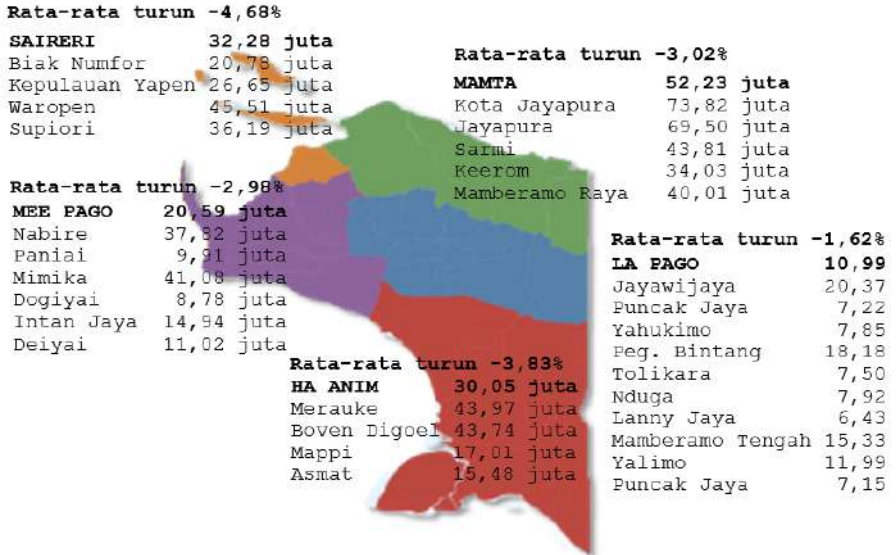 Rata-rata turun -4,68%
SAIRERI 32,28 juta
Biak Numfor 20,78 juta
Kepulauan Yapen 26,65 juta
Waropen 45,51 juta
Supiori 36,19 juta
Rata-rata turun -3,02%
MAMTA 52,23 juta
Kota Jayapura 73,82 juta
Jayapura 69,50 juta
Sarmi 43,81 juta
Keerom 34,03 juta
Mamberamo Raya 40,01 juta
Rata-rata turun -2,98%
MEE PAGO 20,59 juta
Nabire 37,82 juta
Paniai 9,91 juta
Mimika 41,08 juta
Dogiyai 8,78 juta
Intan Jaya 14,94 juta
Deiyai 11,02 juta
Rata-rata turun -1,62%
LA PAGO 10,99
Jayawijaya 20,37
Puncak Jaya 7,22
Yahukimo 7,85
Peg. Bintang 18,18
Tolikara 7,50
Nduga 7,92
Lanny Jaya 6,43
Mamberamo Tengah 15,33
Yalimo 11,99
Puncak Jaya 7,15
Rata-rata turun -3,83%
HA ANIM 30,05 juta
Merauke 43,97 juta
Boven Digoel 43,74 juta
Mappi 17,01 juta
Asmat 15,48 juta